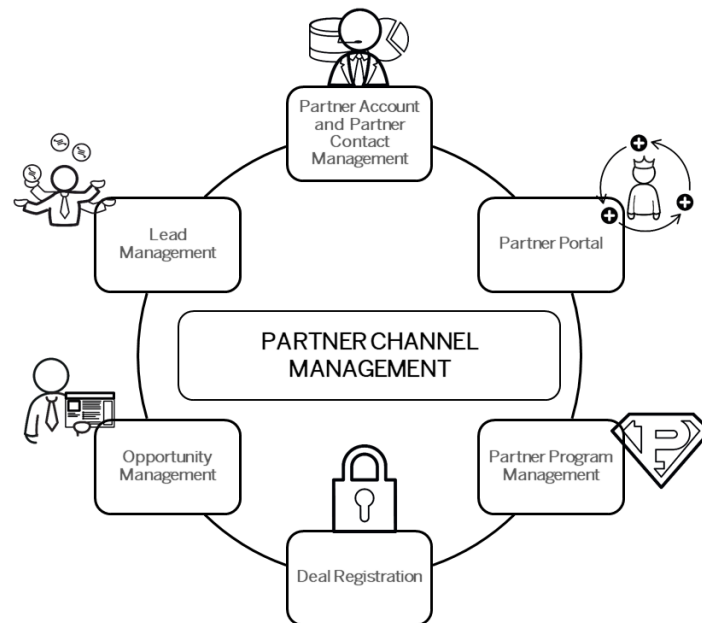 Partner Account
and Partner
Contact
Management
Lead
Management
Partner Portal
PARTNER CHANNEL
MANAGEMENT
Opportunity
Management
Partner Program
Management
P
Deal Registration